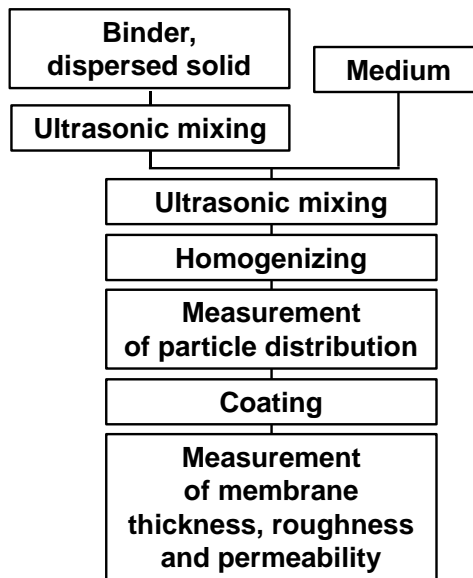 Binder,
dispersed solid
Medium
Ultrasonic mixing
Ultrasonic mixing
Homogenizing
Measurement
of particle distribution
Coating
Measurement
of membrane
thickness, roughness
and permeability